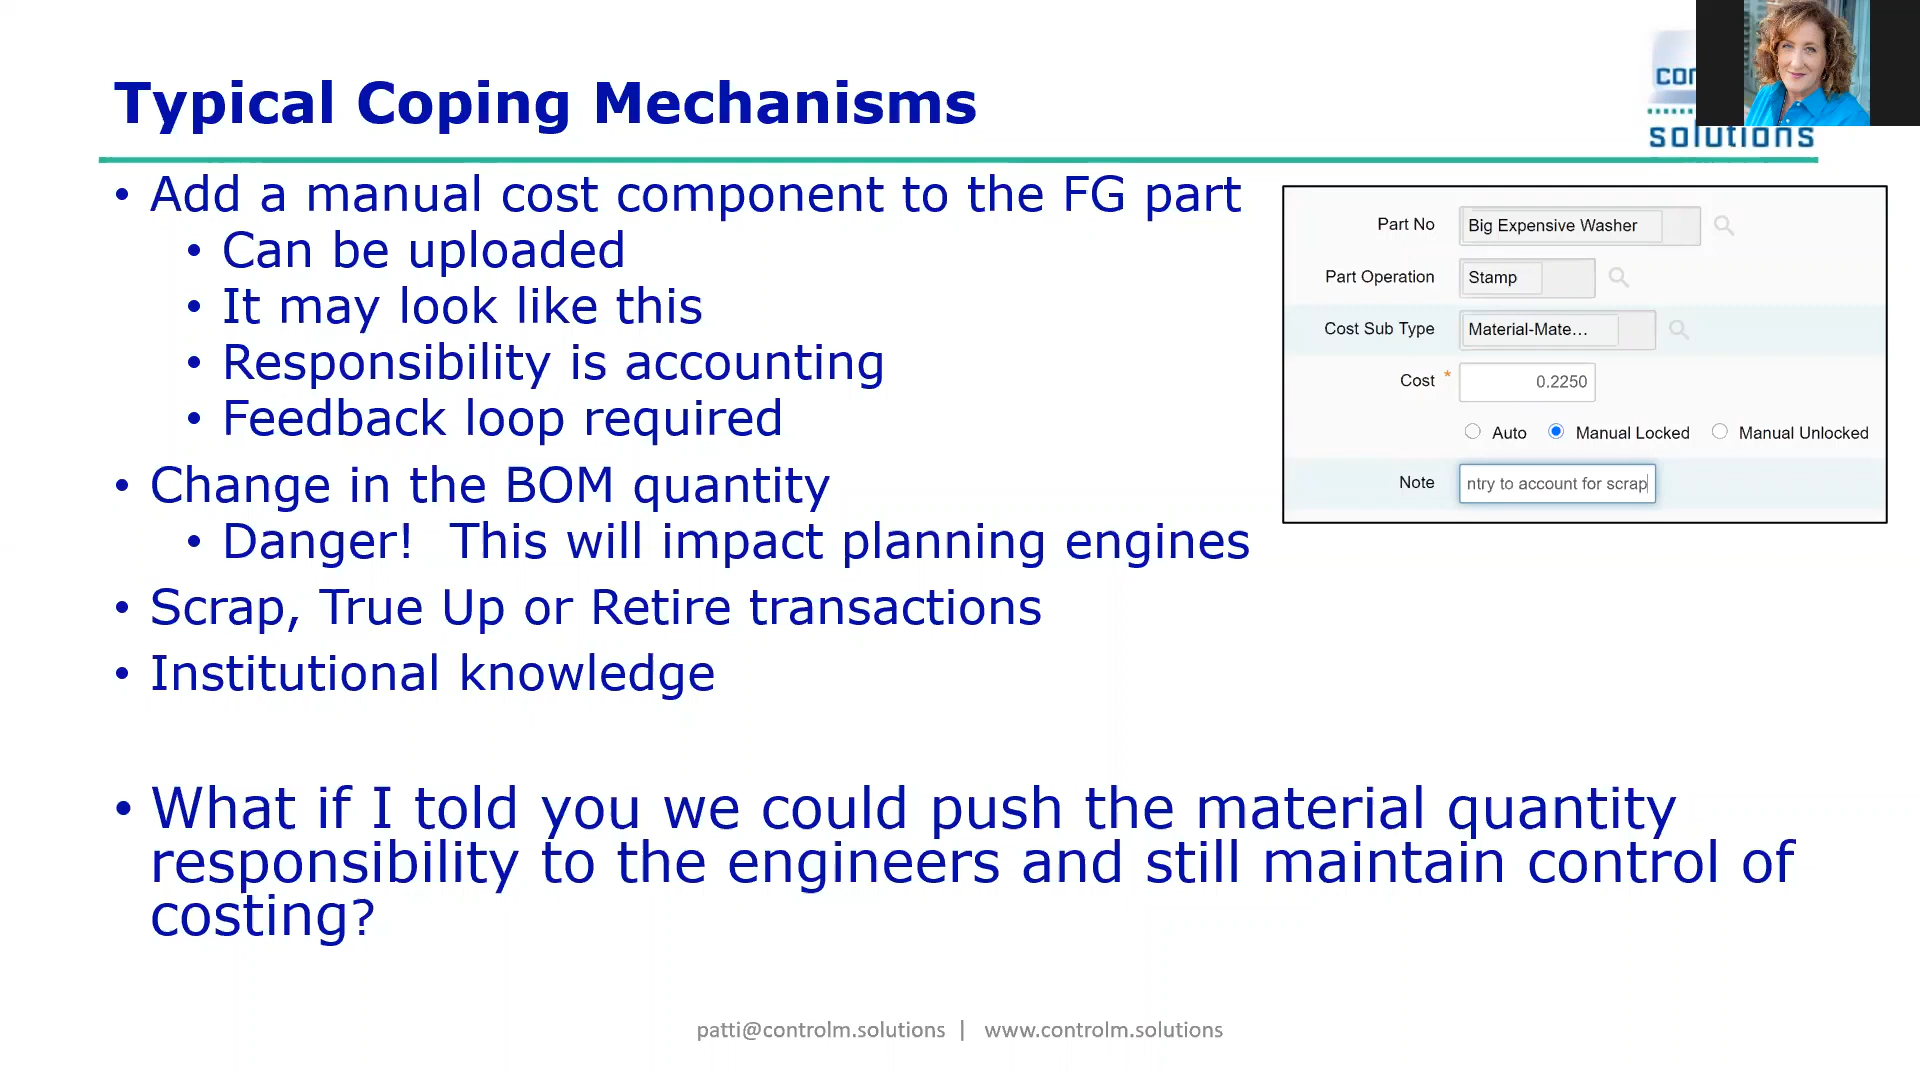 Typical Coping Mechanisms
solutions
• Add a manual cost component to the FG part
• Can be uploaded
• It may look like this
• Responsibility is accounting
• Feedback loop required
• Change in the BOM quantity
• Danger!  This will impact planning engines
• Scrap, True Up or Retire transactions
• Institutional knowledge
• What if I told you we could push the material quantity
responsibility to the engineers and still maintain control of
costing?
Part No Big Expensive Washer
Part Operation Stamp
Cost Sub Type Material-Mate...
Cost * 0.2250
Auto Manual Locked Manual Unlocked
Note ntry to account for scrap
patti@controlm.solutions | www.controlm.solutions